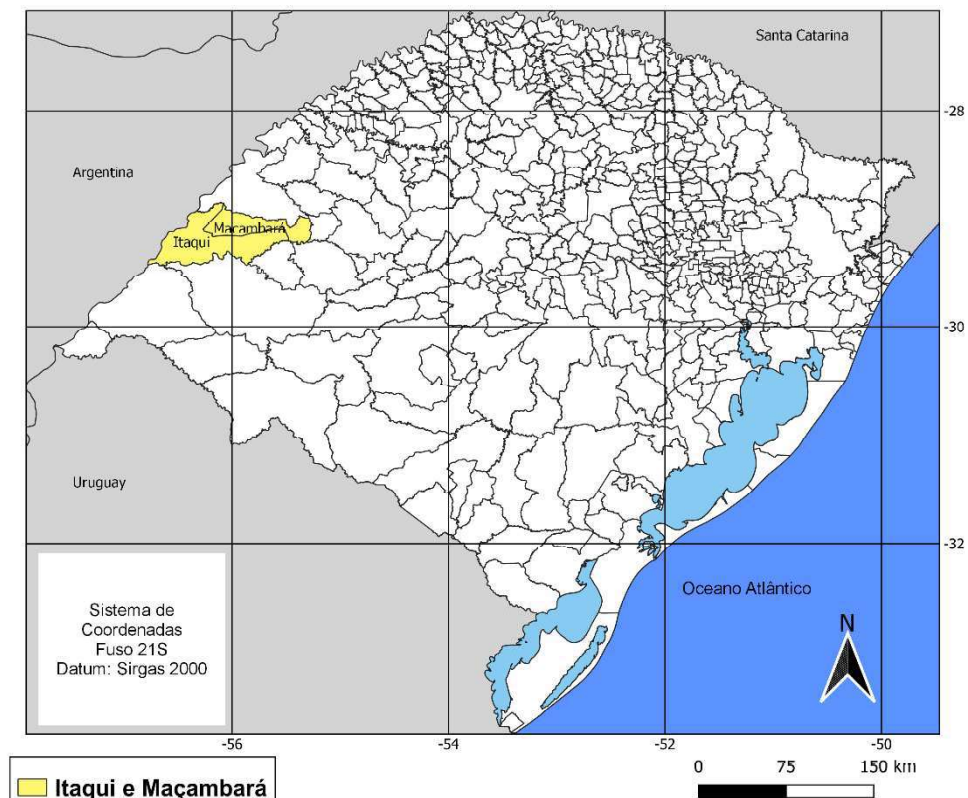 Santa Catarina
-28
Argentina
Maçambará
Itaqui
-30
Uruguay
-32
Sistema de
Coordenadas
Fuso 21S
Datum: Sirgas 2000
Oceano Atlântico
N
-56
-54
-52
-50
Itaqui e Maçambará
0 75 150 km